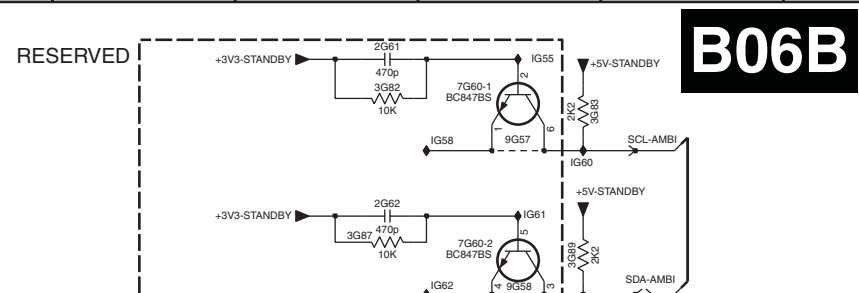 B06B
RESERVED
+3V3-STANDBY
2G61
470p
3G82
10K
IG55
2
7G60-1
BC847BS
+5V-STANDBY
2K2
3G83
1
6
IG58
9G57
SCL-AMBI
IG60
+5V-STANDBY
+3V3-STANDBY
2G62
470p
3G87
10K
IG61
5
7G60-2
BC847BS
3G89
2K2
IG62
4
9G58
3
SDA-AMBI